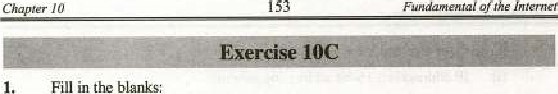 Chapter 10 153 Fundamental of the Internet
Exercise 10C
1. Fill in the blanks: